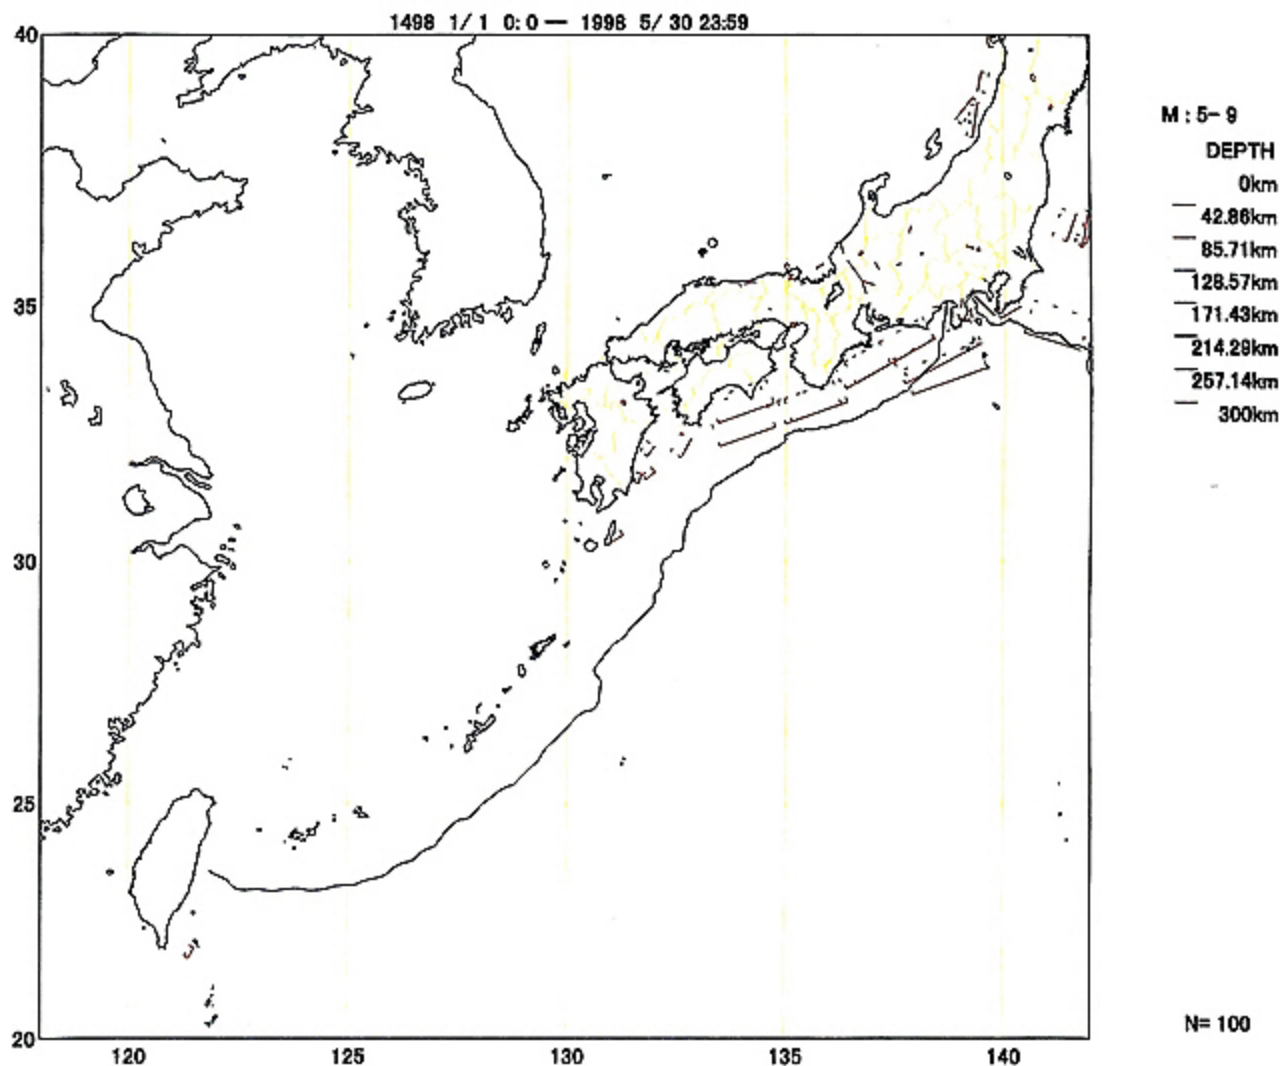 1498 1/ 1 0: 0 — 1998 5/ 30 23:59
40
35
30
25
20
120 125 130 135 140
M : 5- 9
DEPTH
0km
42.86km
85.71km
128.57km
171.43km
214.29km
257.14km
300km
N= 100